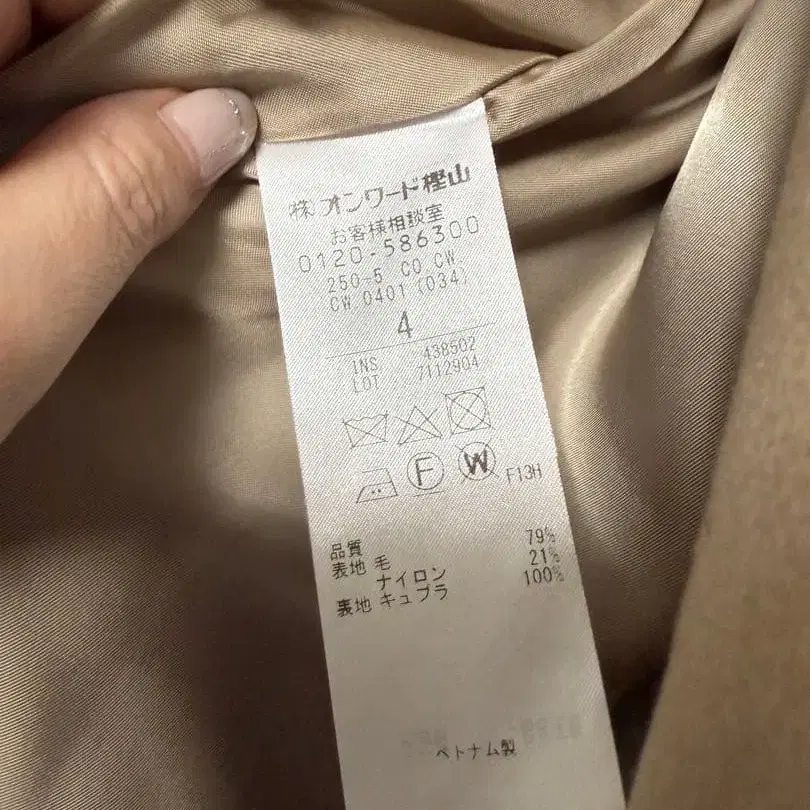 (株)オンワード樫山
お客様相談室
0120-586300
250-5 CO.CW.
CW.0401(034)
4
INS. 438502
LOT. 7112904
F
W
F13H
品質
表地 毛 79%
ナイロン 21%
裏地 キュプラ 100%
ベトナム製